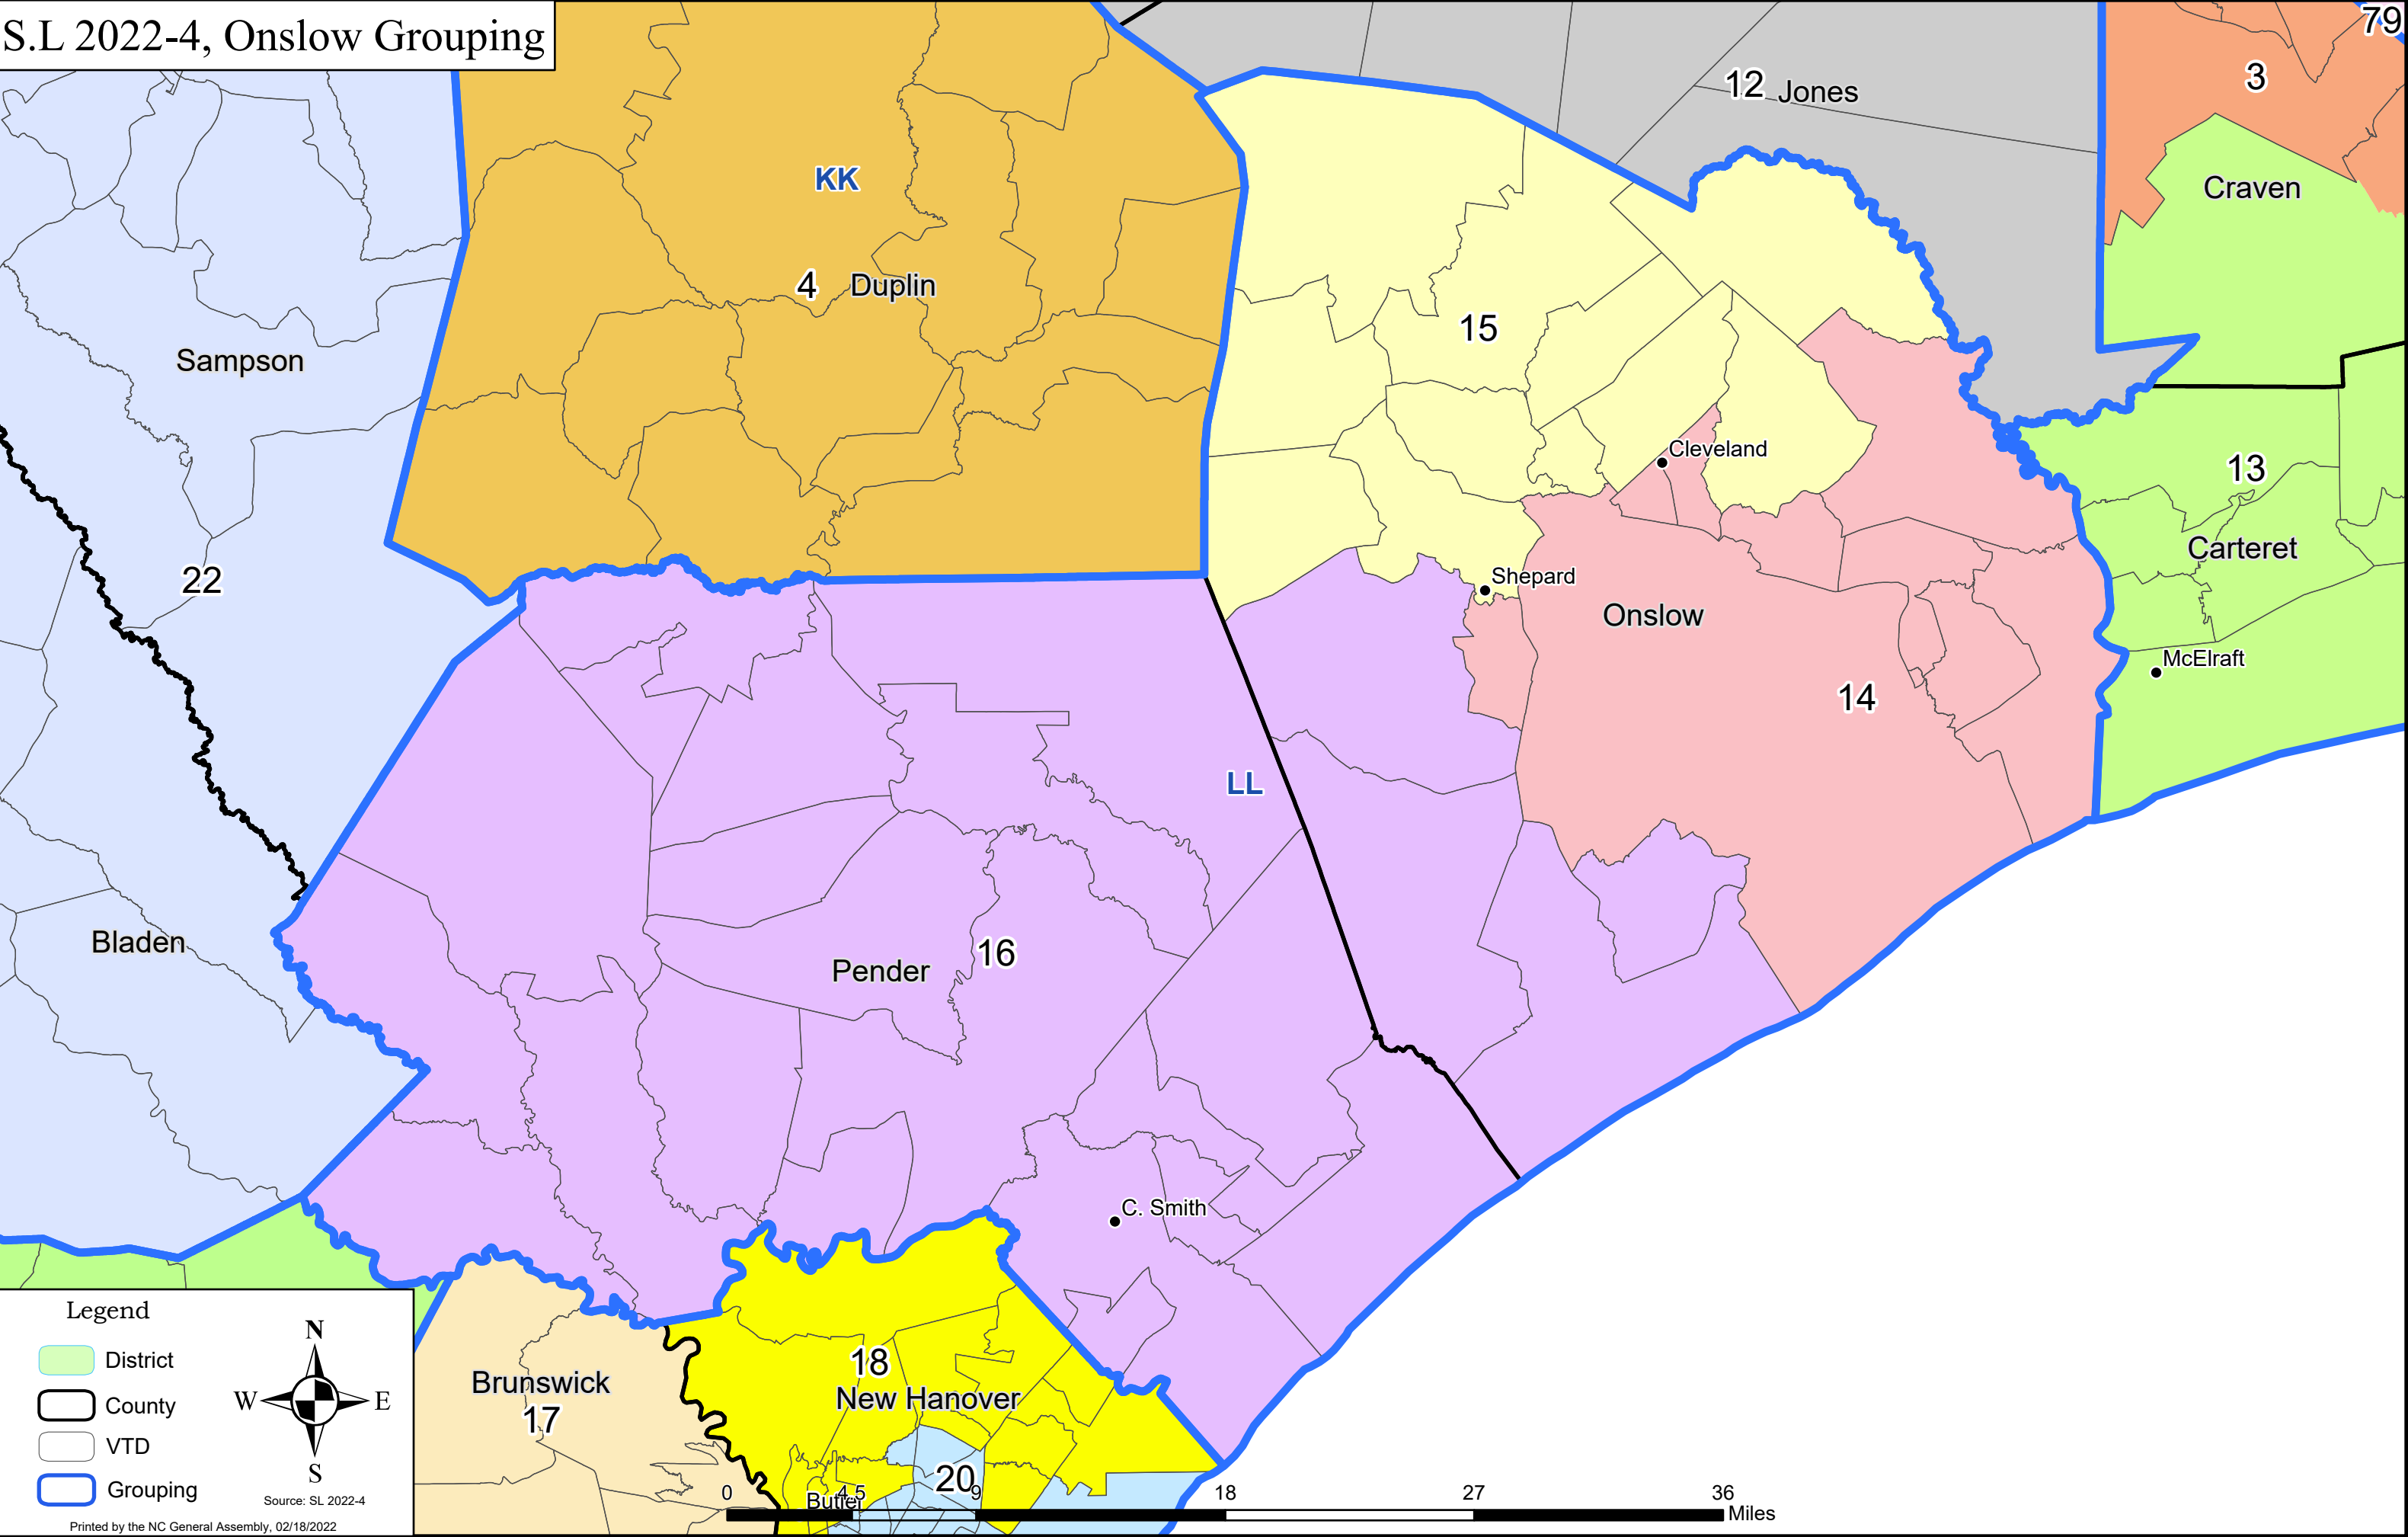 S.L 2022-4, Onslow Grouping
79
3
12 Jones
KK
Craven
4 Duplin
15
Sampson
Cleveland
13
Carteret
22
Shepard
Onslow
McElraft
14
LL
Bladen
16
Pender
C. Smith
18
New Hanover
Brunswick
17
20
Butler
0 4.5 9 18 27 36
Miles
Legend
District
County
VTD
Grouping
N
W E
S
Source: SL 2022-4
Printed by the NC General Assembly, 02/18/2022